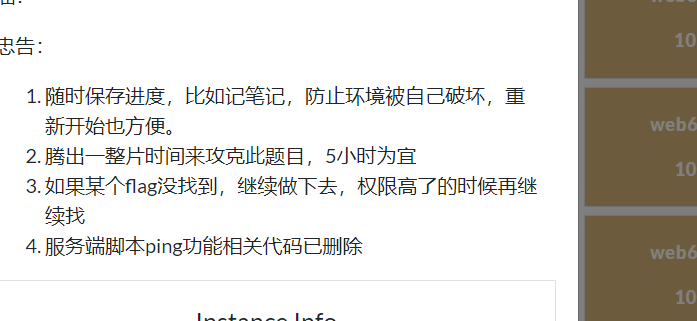 忠告：
1. 随时保存进度，比如记笔记，防止环境被自己破坏，重
新开始也方便。
2. 腾出一整片时间来攻克此题目，5小时为宜
3. 如果某个flag没找到，继续做下去，权限高了的时候再继
续找
4. 服务端脚本ping功能相关代码已删除
Instance Info
10
web6
10
web6
10